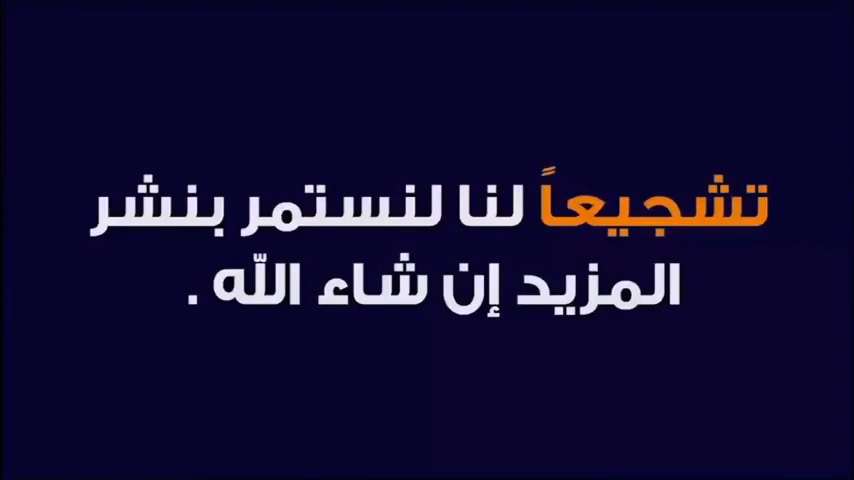 تشجيعاً لنا لنستمر بنشر
المزيد إن شاء الله .